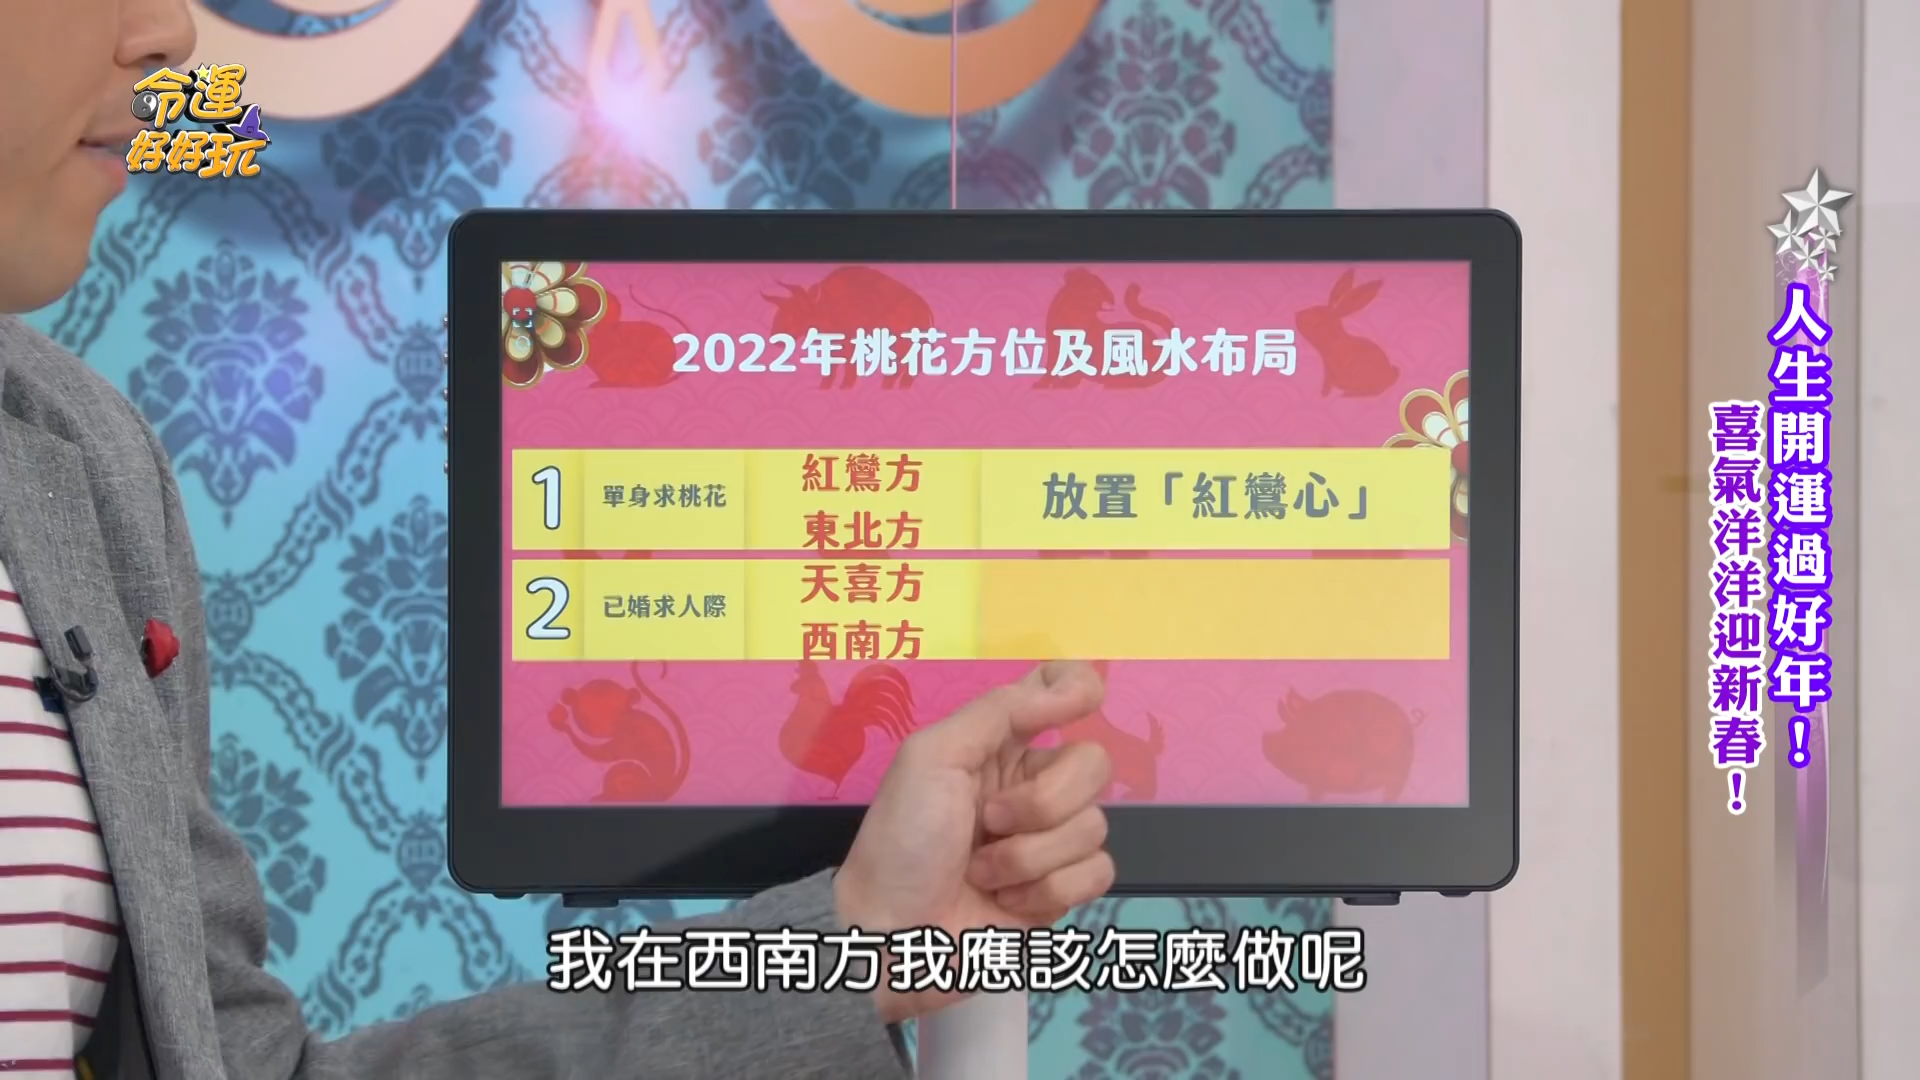 命運
好好玩
2022年桃花方位及風水布局
1
單身求桃花
紅鸞方
東北方
放置「紅鸞心」
2
已婚求人際
天喜方
西南方
人生開運過好年!
喜氣洋洋迎新春!
我在西南方我應該怎麼做呢